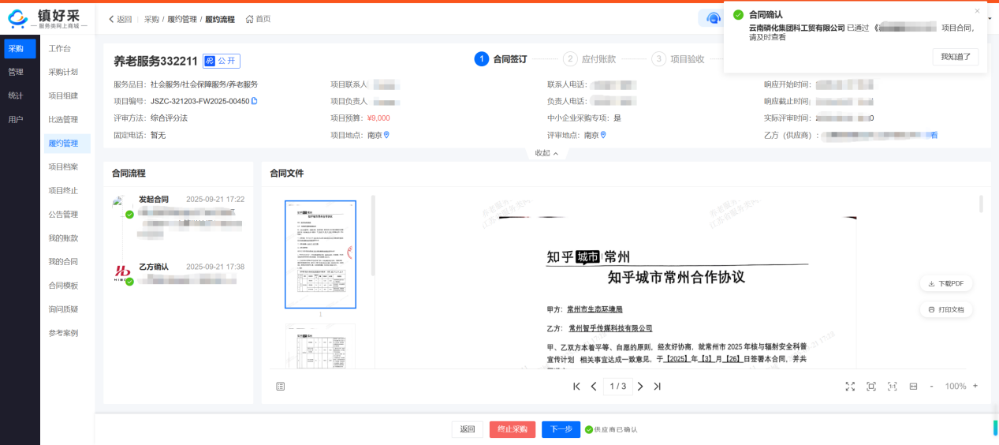 镇好采
服务类网上商城
返回 采购 / 履约管理 / 履约流程 首页
合同确认
云南磷化集团科工贸有限公司 已通过 《 项目合同,
请及时查看
我知道了
采购
管理
统计
用户
工作台
采购计划
项目组建
比选管理
履约管理
项目档案
项目终止
公告管理
我的账款
我的合同
合同模板
询问质疑
参考案例
养老服务332211 公开
1 合同签订 2 应付账款 3 项目验收
服务品目: 社会服务/社会保障服务/养老服务 项目联系人 联系人电话: 响应开始时间:
项目编号: JSZC-321203-FW2025-00450 项目负责人 负责人电话: 响应截止时间:
评审方法: 综合评分法 项目预算: ¥9,000 中小企业采购专项: 是 实际评审时间:
固定电话: 暂无 项目地点: 南京 评审地点: 南京 乙方(供应商):
收起
合同流程
发起合同 2025-09-21 17:22
乙方确认 2025-09-21 17:38
合同文件
1
知乎 城市 常州
知乎城市常州合作协议
甲方: 常州市生态环境局
乙方: 常州智乎传媒科技有限公司
甲、乙双方本着平等、自愿的原则,经友好协商,就常州市 2025 年核与辐射安全科普
宣传计划 相关事宜达成一致意见,于【2025】年【3】月【26】日签署本合同,并共
下载PDF
打印文档
1 / 3
1:1
- 100% +
返回 终止采购 下一步 供应商已确认